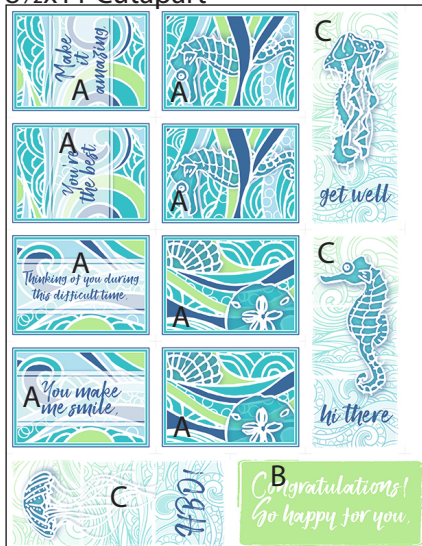 8½x11 Cutapart
Make
it
amazing
A
A
C
get well
You're
the best
A
A
Thinking of you during
this difficult time.
A
A
C
hi there
You make
me smile.
A
A
C
HBD!
B
Congratulations!
So happy for you.